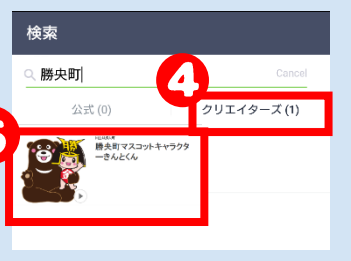 検索
勝央町
Cancel
4
公式 (0)
クリエイターズ (1)
勝央町マスコットキャラクタ
ーきんとくん